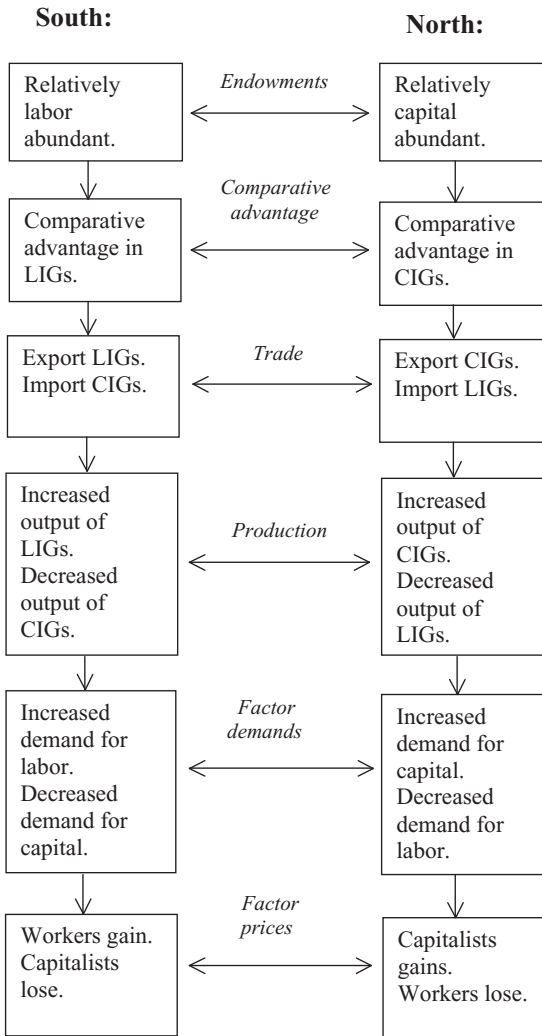 South:
North:
Relatively
labor
abundant.
Endowments
Relatively
capital
abundant.
Comparative
advantage in
LIGs.
Comparative
advantage
Comparative
advantage in
CIGs.
Export LIGs.
Import CIGs.
Trade
Export CIGs.
Import LIGs.
Increased
output of
LIGs.
Decreased
output of
CIGs.
Production
Increased
output of
CIGs.
Decreased
output of
LIGs.
Increased
demand for
labor.
Decreased
demand for
capital.
Factor
demands
Increased
demand for
capital.
Decreased
demand for
labor.
Workers gain.
Capitalists
lose.
Factor
prices
Capitalists
gains.
Workers lose.